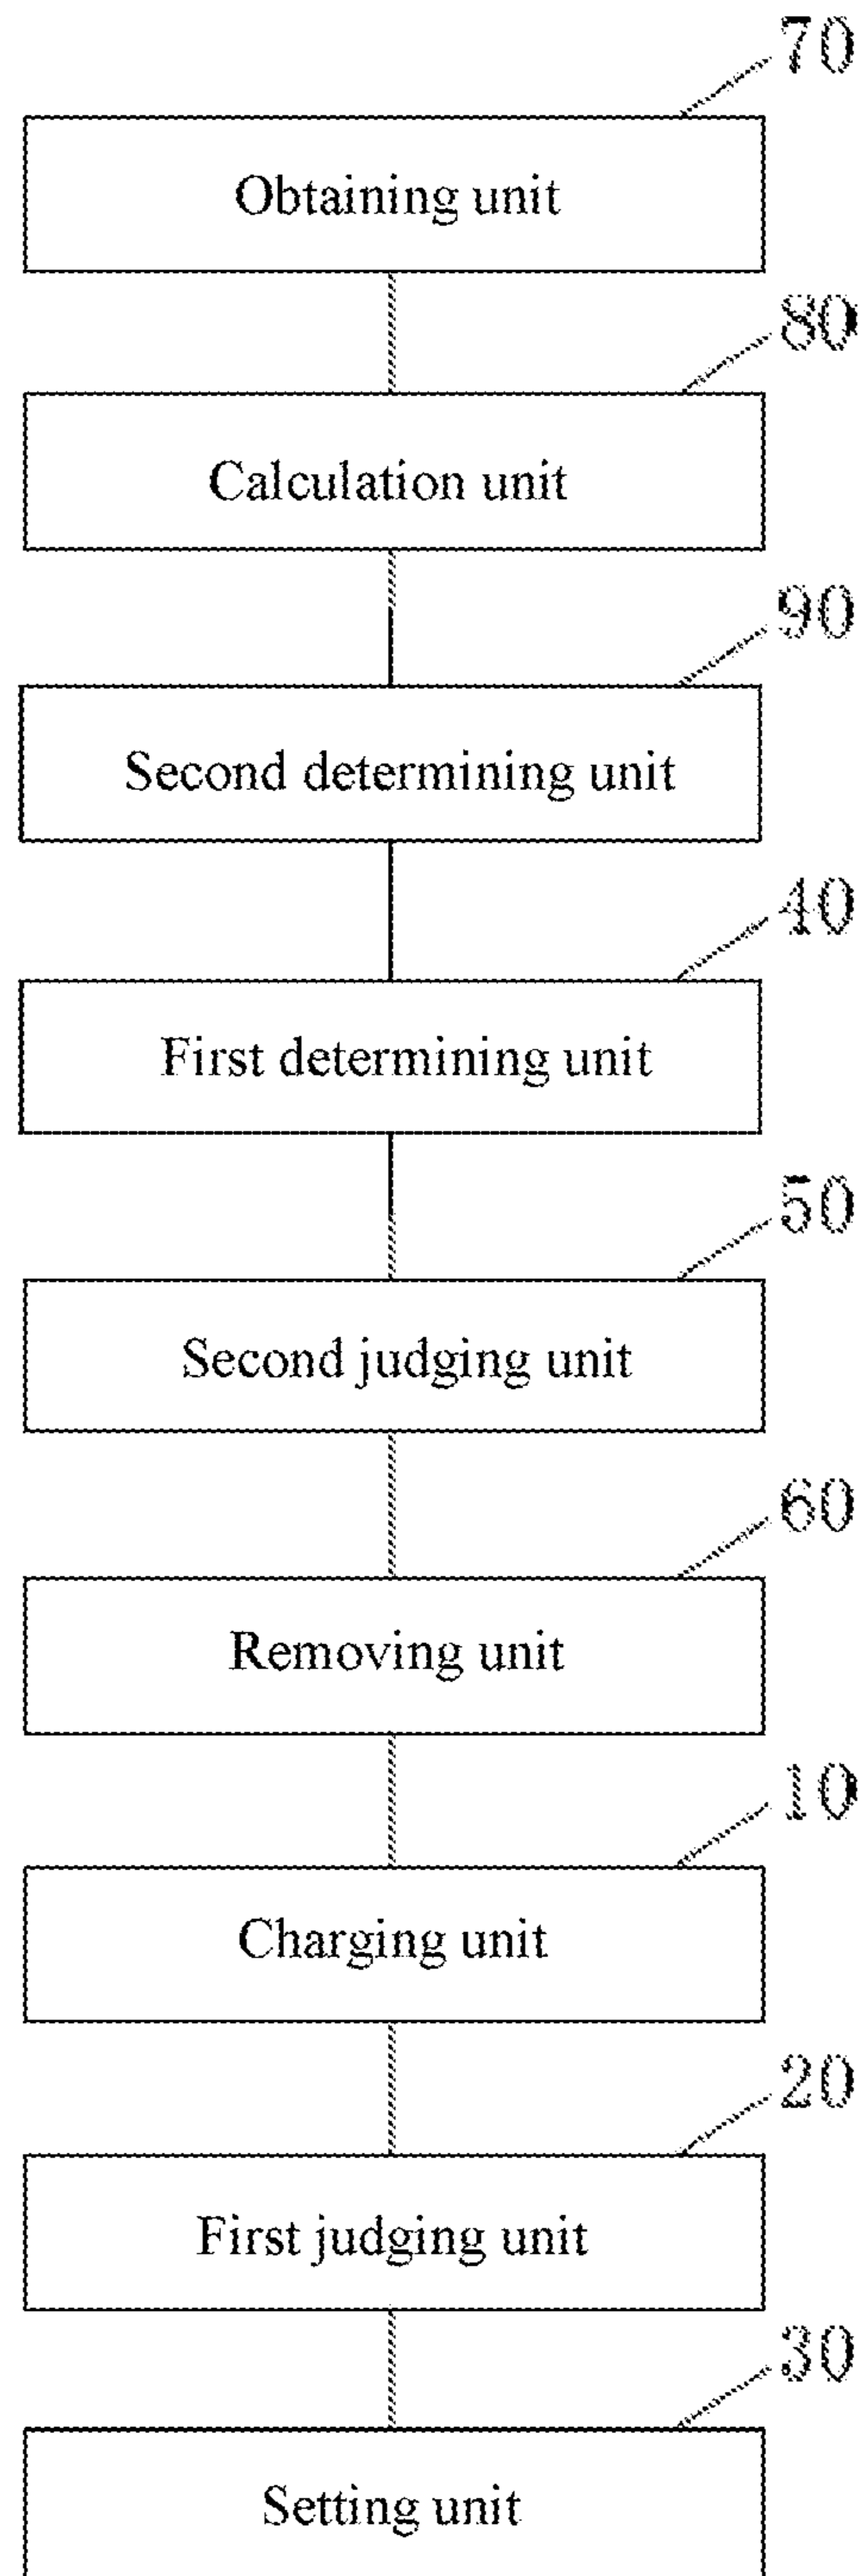 70
Obtaining unit
80
Calculation unit
90
Second determining unit
40
First determining unit
50
Second judging unit
60
Removing unit
10
Charging unit
20
First judging unit
30
Setting unit